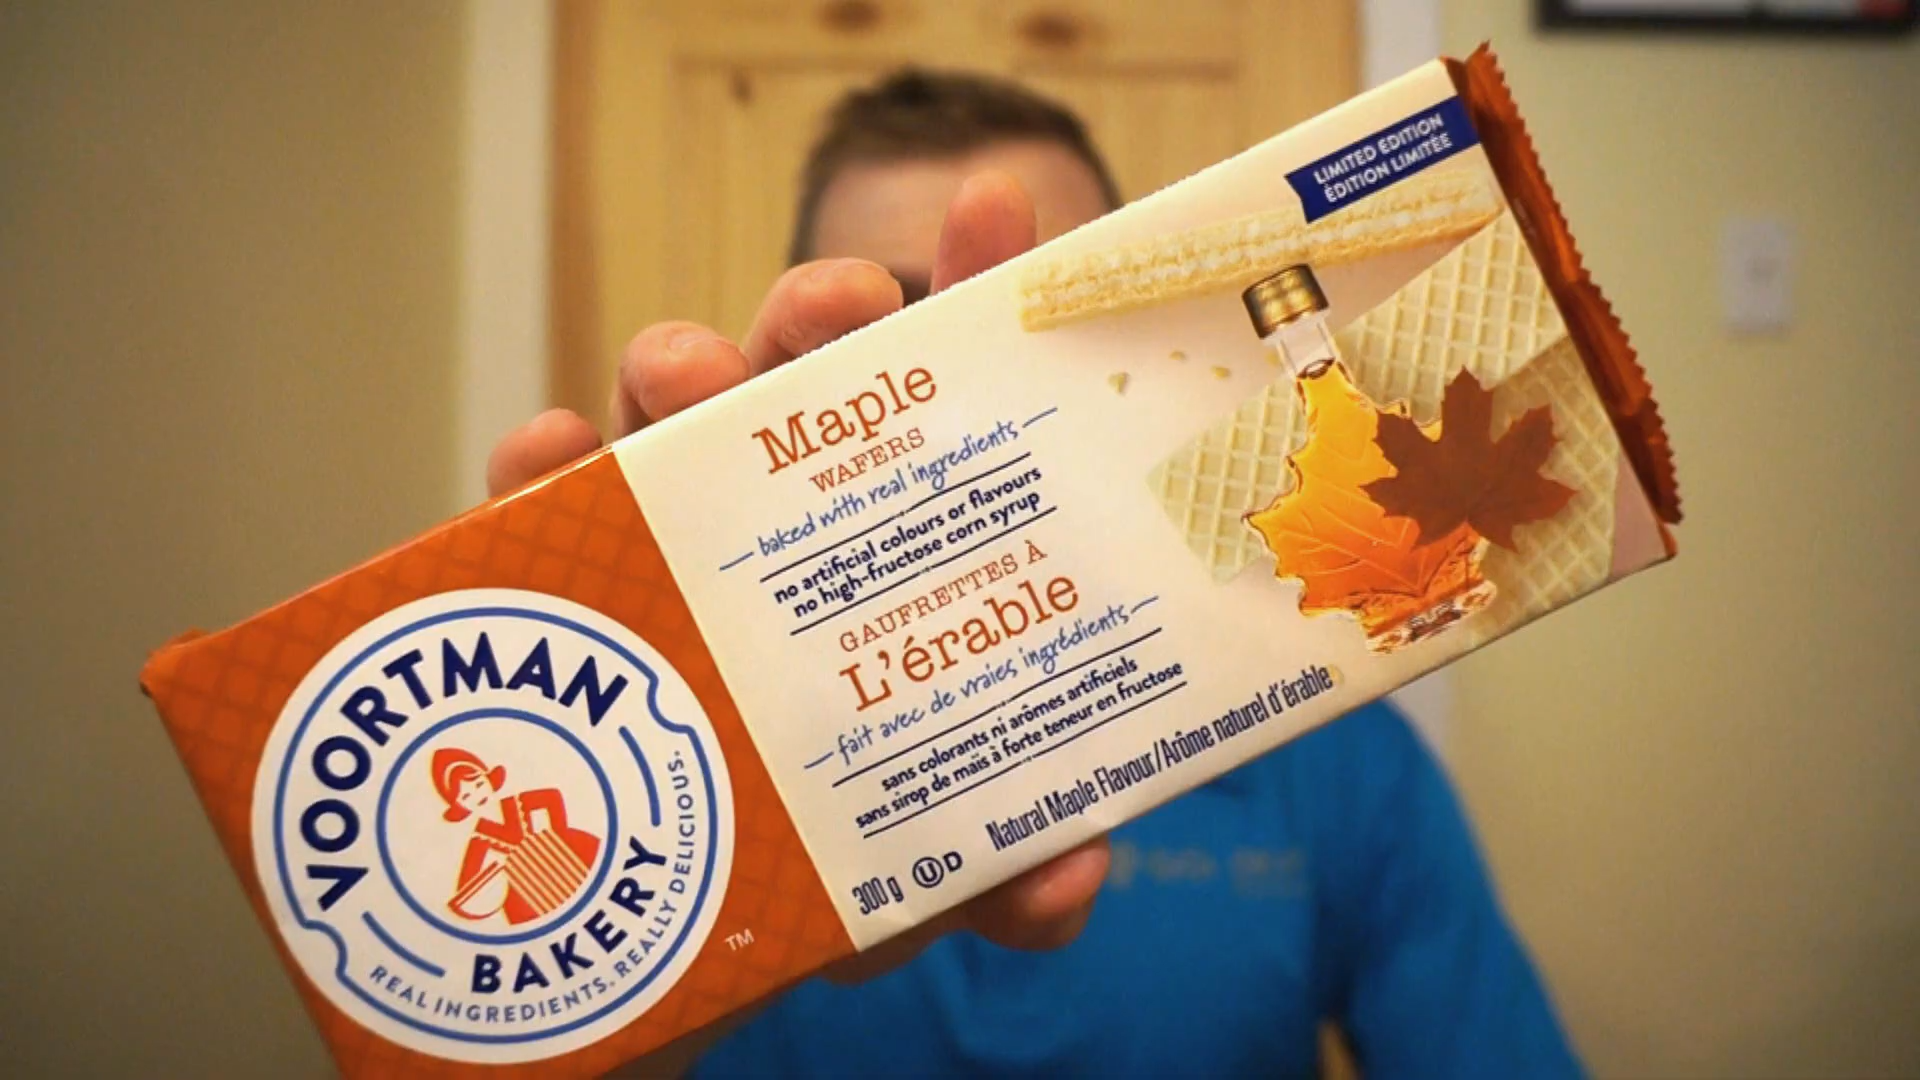 LIMITED EDITION
ÉDITION LIMITÉE
Maple
WAFERS
baked with real ingredients
no artificial colours or flavours
no high-fructose corn syrup
GAUFRETTES À
L'érable
fait avec de vraies ingrédients
sans colorants ni arômes artificiels
sans sirop de maïs à forte teneur en fructose
Natural Maple Flavour/Arôme naturel d'érable
300 g Ⓤ D
VOORTMAN
BAKERY
REAL INGREDIENTS. REALLY DELICIOUS.
TM